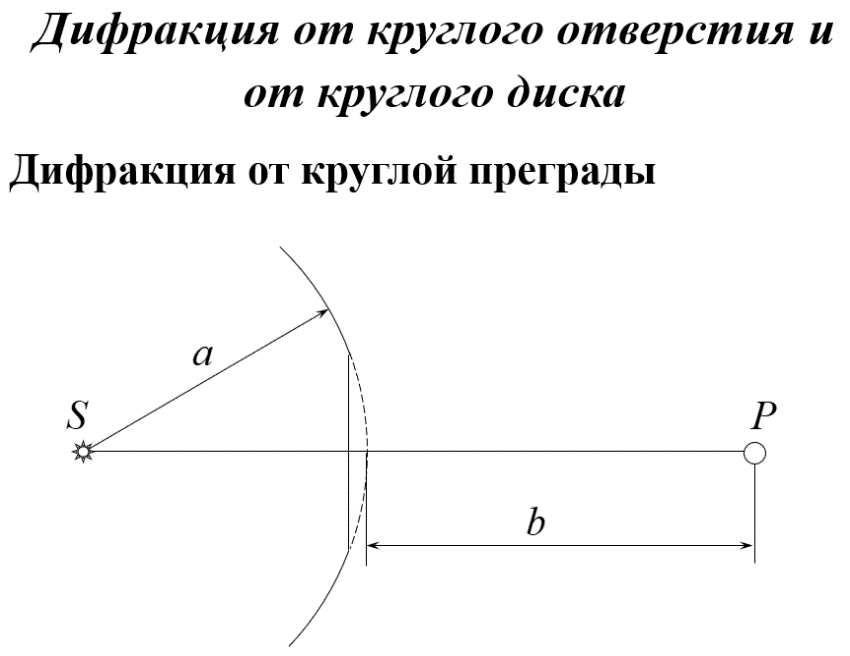 Дифракция от круглого отверстия и
от круглого диска
Дифракция от круглой преграды
a
S
P
b